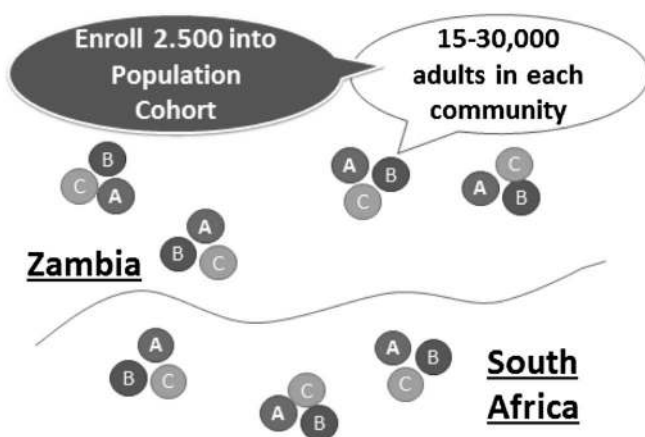 Enroll 2.500 into
Population
Cohort
15-30,000
adults in each
community
B
C
A
A
B
C
C
A
B
A
B
C
Zambia
A
B
C
A
B
C
C
A
B
South
Africa